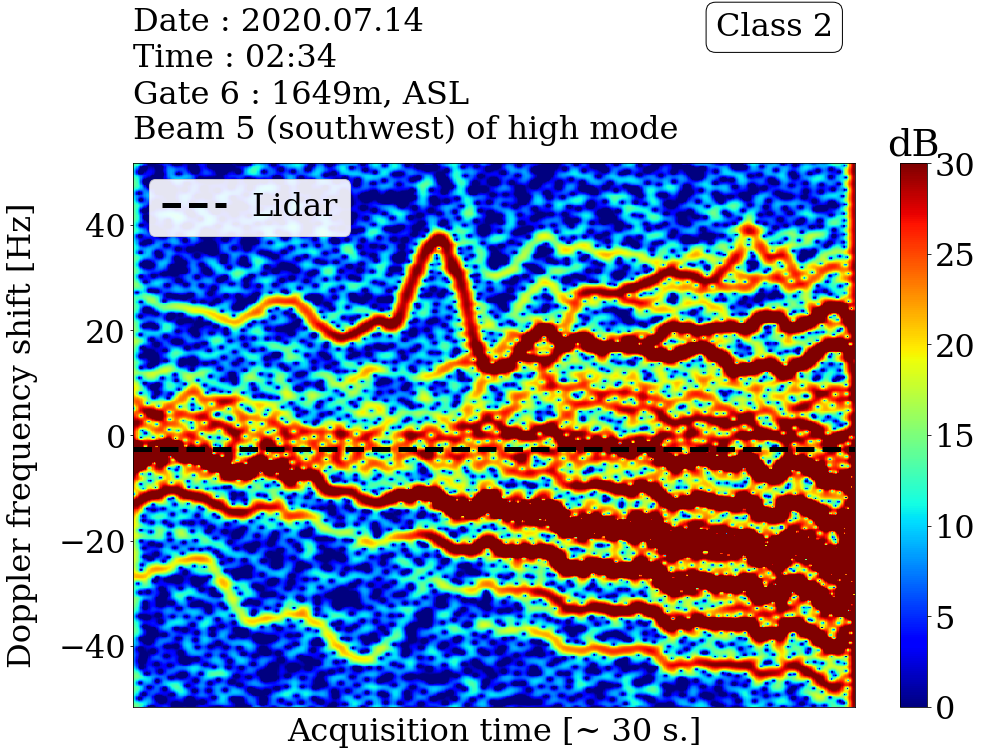 Date : 2020.07.14
Time : 02:34
Gate 6 : 1649m, ASL
Beam 5 (southwest) of high mode
Class 2
dB
Lidar
Doppler frequency shift [Hz]
40
20
0
−20
−40
Acquisition time [~ 30 s.]
30
25
20
15
10
5
0